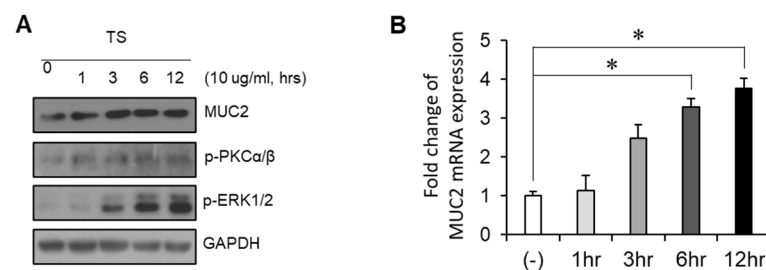 A
TS
0 1 3 6 12 (10 ug/ml, hrs)
MUC2
p-PKCα/β
p-ERK1/2
GAPDH
B
Fold change of
MUC2 mRNA expression
5
4
3
2
1
0
*
*
(-) 1hr 3hr 6hr 12hr